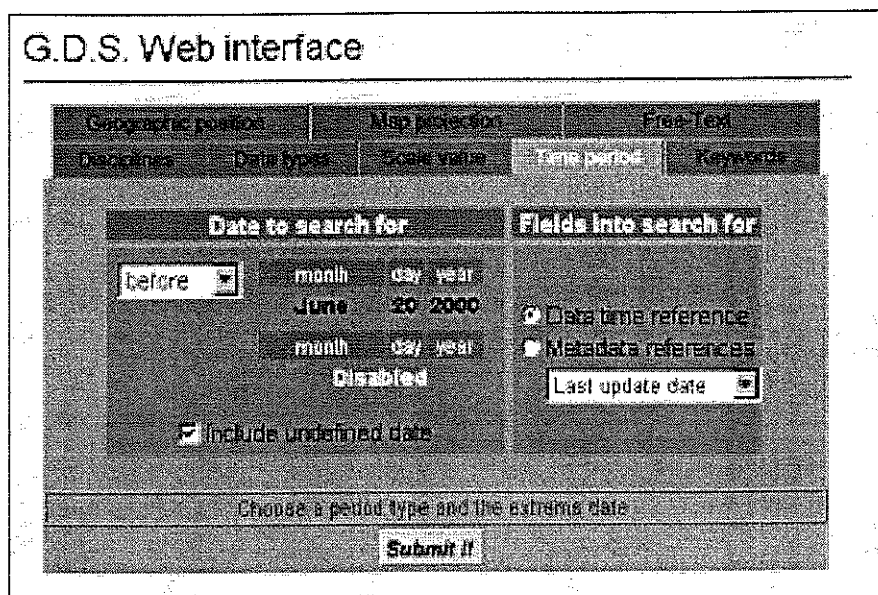 G.D.S. Web interface
Geographic position Map projection Free-Text
Disciplines Data types Scale value Time period Keywords
Date to search for Fields into search for
before month day year
June 20 2000
Data time reference
month day year Metadata references
Disabled
Last update date
Include undefined date
Choose a period type and the extreme date
Submit it